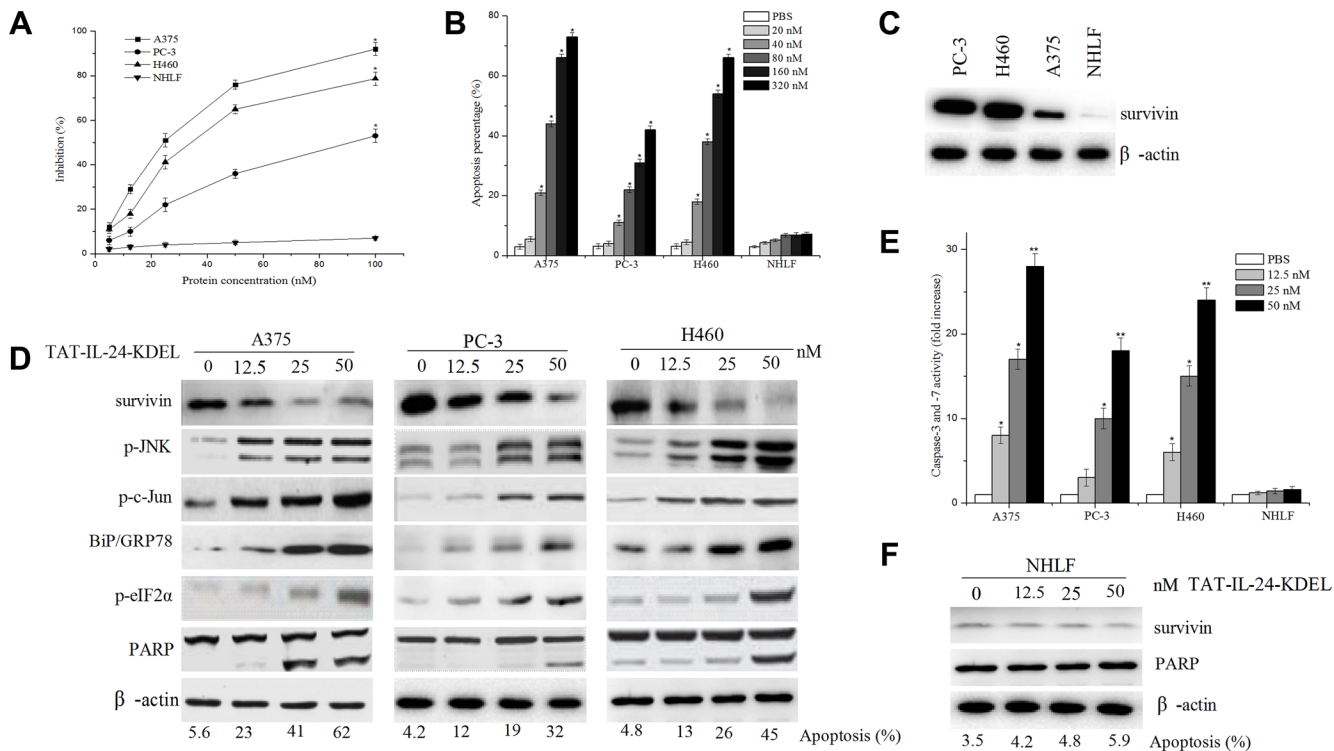 A
A375
PC-3
H460
NHLF
Inhibition (%)
100
80
60
40
20
0
0 20 40 60 80 100
Protein concentration (nM)
* * *
B
PBS
20 nM
40 nM
80 nM
160 nM
320 nM
Apoptosis percentage (%)
80
60
40
20
0
A375 PC-3 H460 NHLF
* * * * * * * * * * * *
C
PC-3 H460 A375 NHLF
survivin
β -actin
D
A375 PC-3 H460
TAT-IL-24-KDEL 0 12.5 25 50 0 12.5 25 50 0 12.5 25 50 nM
survivin
p-JNK
p-c-Jun
BiP/GRP78
p-eIF2α
PARP
β -actin
5.6 23 41 62 4.2 12 19 32 4.8 13 26 45 Apoptosis (%)
E
PBS
12.5 nM
25 nM
50 nM
Caspase-3 and -7 activity (fold increase)
30
20
10
0
A375 PC-3 H460 NHLF
* * ** * ** * * **
F
NHLF
0 12.5 25 50 nM TAT-IL-24-KDEL
survivin
PARP
β -actin
3.5 4.2 4.8 5.9 Apoptosis (%)